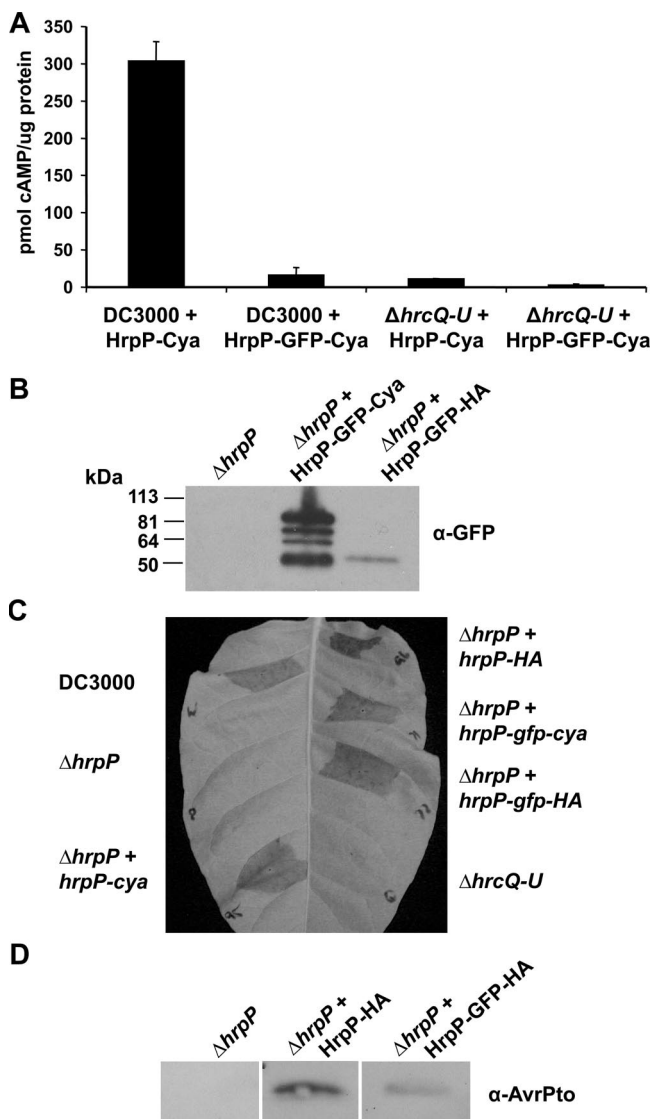 A
350
300
250
200
150
100
50
0
pmol cAMP/ug protein
DC3000 +
HrpP-Cya
DC3000 +
HrpP-GFP-Cya
ΔhrcQ-U +
HrpP-Cya
ΔhrcQ-U +
HrpP-GFP-Cya
B
kDa
113
81
64
50
ΔhrpP
ΔhrpP +
HrpP-GFP-Cya
ΔhrpP +
HrpP-GFP-HA
α-GFP
C
DC3000
ΔhrpP
ΔhrpP +
hrpP-cya
ΔhrpP +
hrpP-HA
ΔhrpP +
hrpP-gfp-cya
ΔhrpP +
hrpP-gfp-HA
ΔhrcQ-U
D
ΔhrpP
ΔhrpP +
HrpP-HA
ΔhrpP +
HrpP-GFP-HA
α-AvrPto